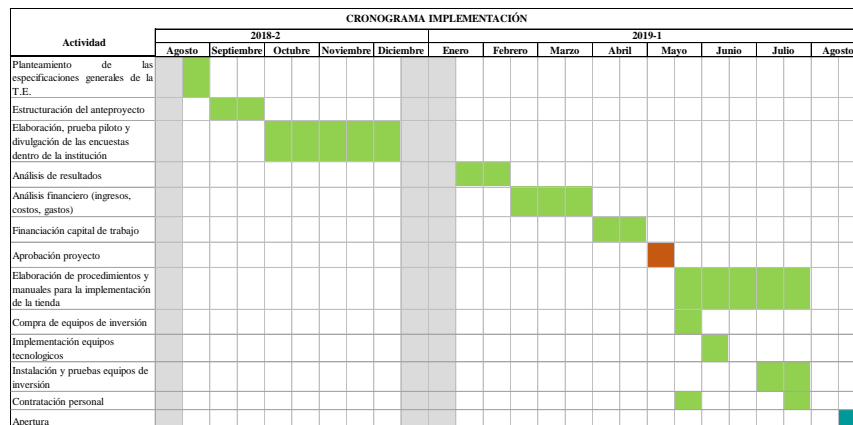 CRONOGRAMA IMPLEMENTACIÓN
Actividad
2018-2 2019-1
Agosto Septiembre Octubre Noviembre Diciembre Enero Febrero Marzo Abril Mayo Junio Julio Agosto
Planteamiento de las
especificaciones generales de la
T.E.
Estructuración del anteproyecto
Elaboración, prueba piloto y
divulgación de las encuestas
dentro de la institución
Análisis de resultados
Análisis financiero (ingresos,
costos, gastos)
Financiación capital de trabajo
Aprobación proyecto
Elaboración de procedimientos y
manuales para la implementación
de la tienda
Compra de equipos de inversión
Implementación equipos
tecnologicos
Instalación y pruebas equipos de
inversión
Contratación personal
Apertura